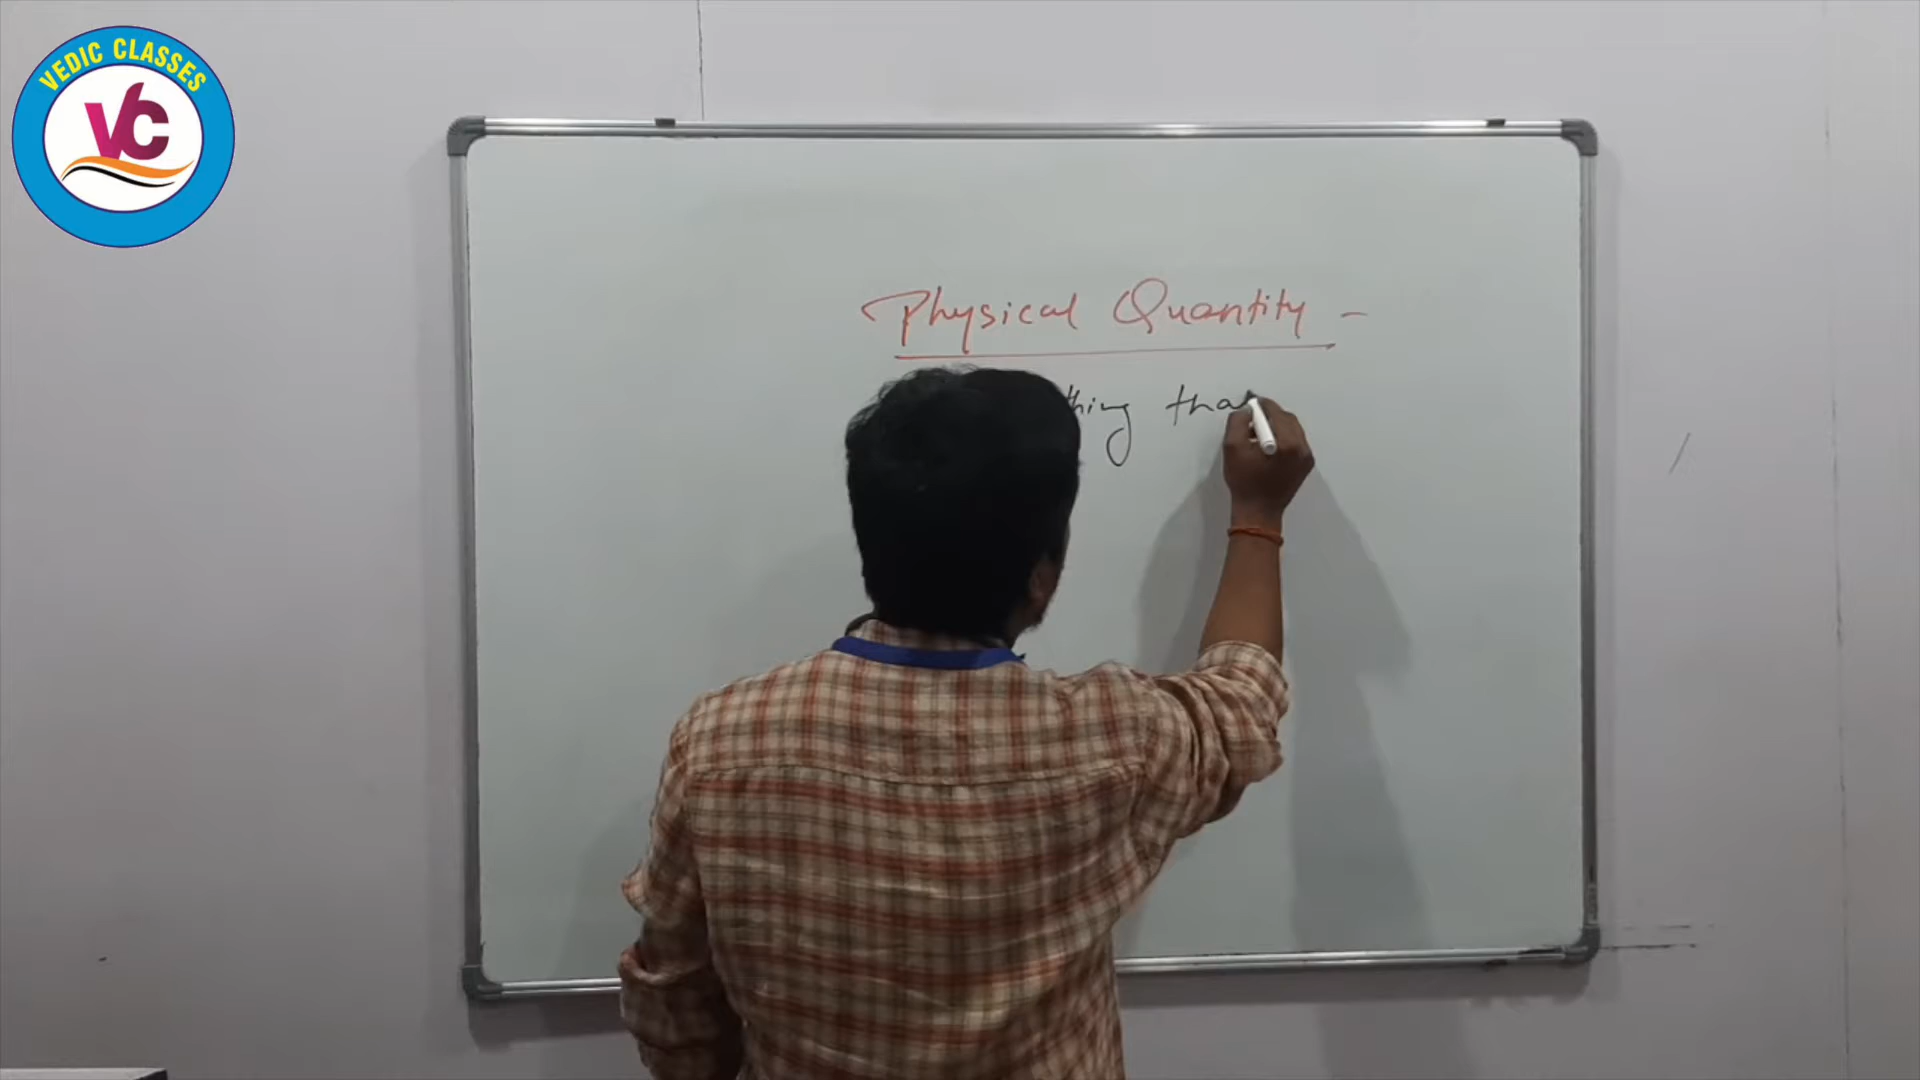 VEDIC CLASSES
VC
Physical Quantity -
thing that